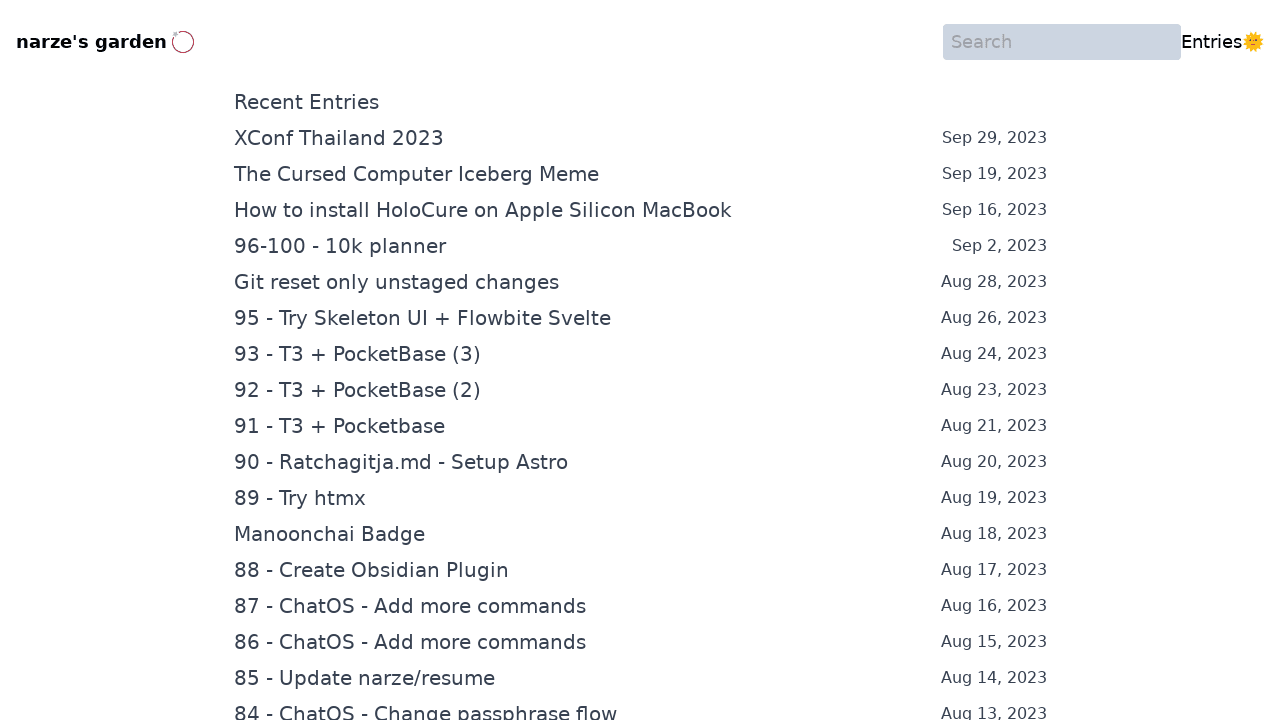 narze's garden
Search
Entries🌞
Recent Entries
XConf Thailand 2023 Sep 29, 2023
The Cursed Computer Iceberg Meme Sep 19, 2023
How to install HoloCure on Apple Silicon MacBook Sep 16, 2023
96-100 - 10k planner Sep 2, 2023
Git reset only unstaged changes Aug 28, 2023
95 - Try Skeleton UI + Flowbite Svelte Aug 26, 2023
93 - T3 + PocketBase (3) Aug 24, 2023
92 - T3 + PocketBase (2) Aug 23, 2023
91 - T3 + Pocketbase Aug 21, 2023
90 - Ratchagitja.md - Setup Astro Aug 20, 2023
89 - Try htmx Aug 19, 2023
Manoonchai Badge Aug 18, 2023
88 - Create Obsidian Plugin Aug 17, 2023
87 - ChatOS - Add more commands Aug 16, 2023
86 - ChatOS - Add more commands Aug 15, 2023
85 - Update narze/resume Aug 14, 2023
84 - ChatOS - Change passphrase flow Aug 13, 2023